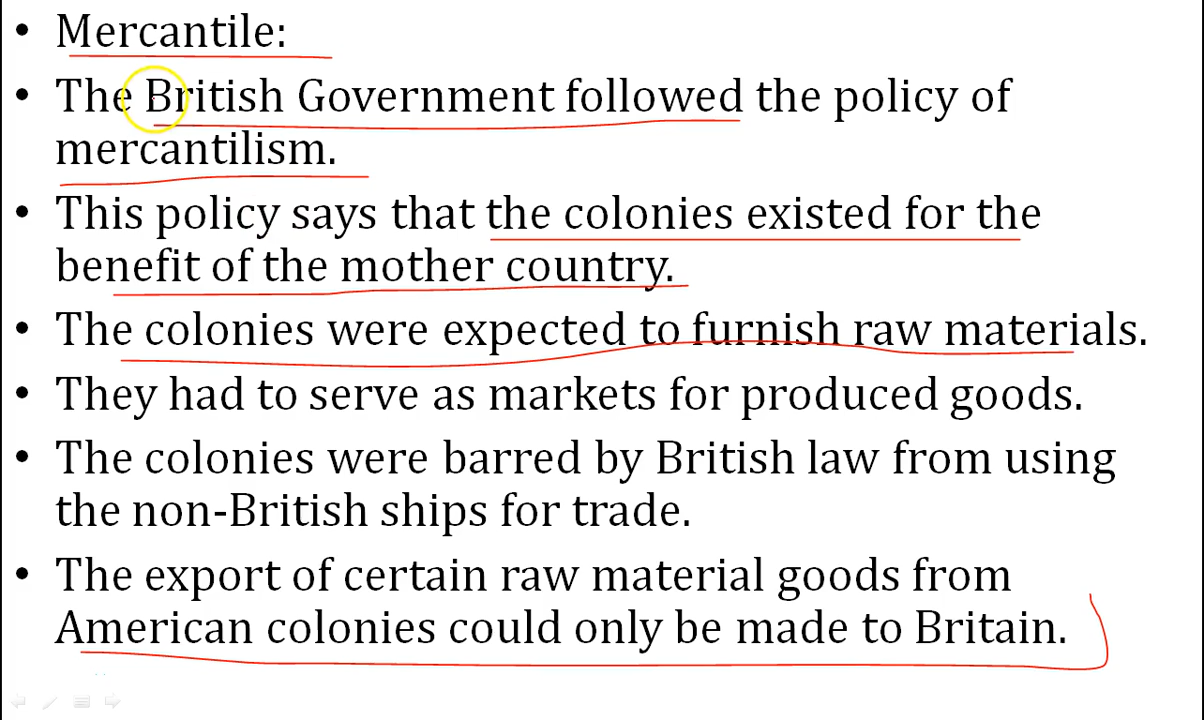 • Mercantile:
• The British Government followed the policy of
mercantilism.
• This policy says that the colonies existed for the
benefit of the mother country.
• The colonies were expected to furnish raw materials.
• They had to serve as markets for produced goods.
• The colonies were barred by British law from using
the non-British ships for trade.
• The export of certain raw material goods from
American colonies could only be made to Britain.